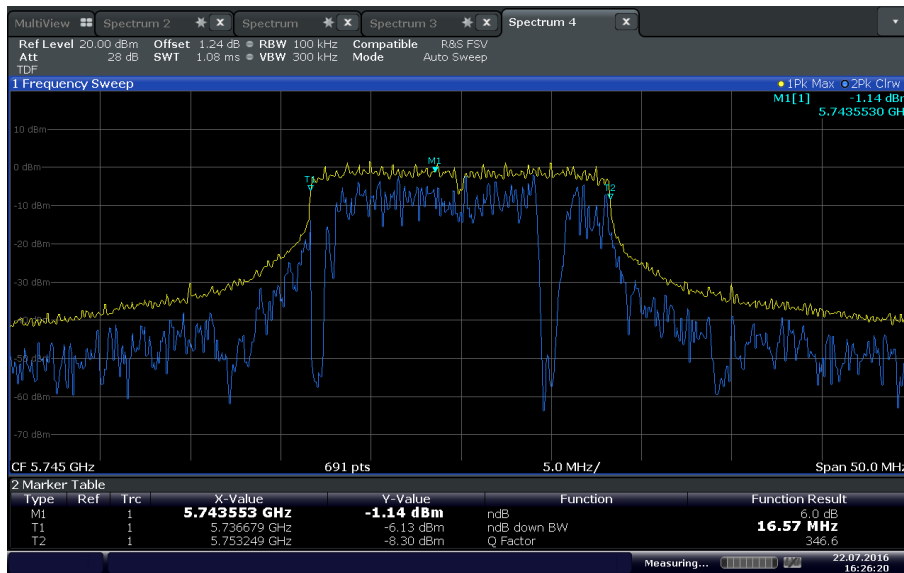 MultiView Spectrum 2 X Spectrum X Spectrum 3 X Spectrum 4 X
Ref Level 20.00 dBm Offset 1.24 dB RBW 100 kHz Compatible R&S FSV
Att 28 dB SWT 1.08 ms VBW 300 kHz Mode Auto Sweep
TDF
1 Frequency Sweep 1Pk Max 2Pk Clrw
M1[1] -1.14 dBm
5.7435530 GH
10 dBm
0 dBm
M1
T1
T2
-10 dBm
-20 dBm
-30 dBm
-60 dBm
-70 dBm
CF 5.745 GHz 691 pts 5.0 MHz/ Span 50.0 MHz
2 Marker Table
Type Ref Trc X-Value Y-Value Function Function Result
M1 1 5.743553 GHz -1.14 dBm ndB 6.0 dB
T1 1 5.736679 GHz -6.13 dBm ndB down BW 16.57 MHz
T2 1 5.753249 GHz -8.30 dBm Q Factor 346.6
Measuring... 22.07.2016
16:26:20